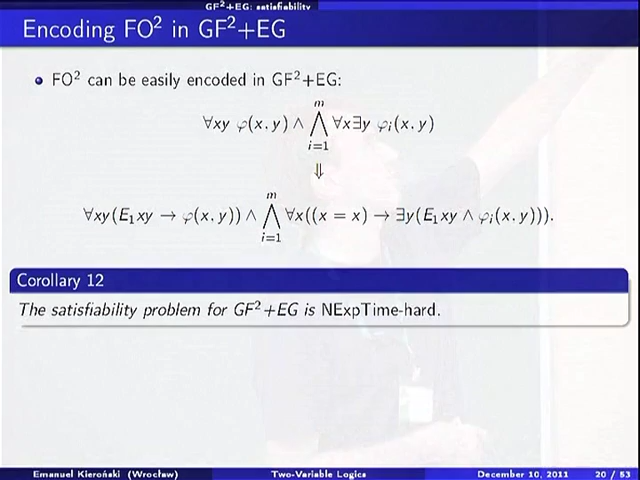 GF²+EG: satisfiability
Encoding FO² in GF²+EG
FO² can be easily encoded in GF²+EG:
∀xy φ(x, y) ∧ ⋀_{i=1}^{m} ∀x∃y φᵢ(x, y)
⇓
∀xy(E₁xy → φ(x, y)) ∧ ⋀_{i=1}^{m} ∀x((x = x) → ∃y(E₁xy ∧ φᵢ(x, y))).
Corollary 12
The satisfiability problem for GF²+EG is NExpTime-hard.
Emanuel Kieroński (Wrocław) Two-Variable Logics December 10, 2011 20 / 53